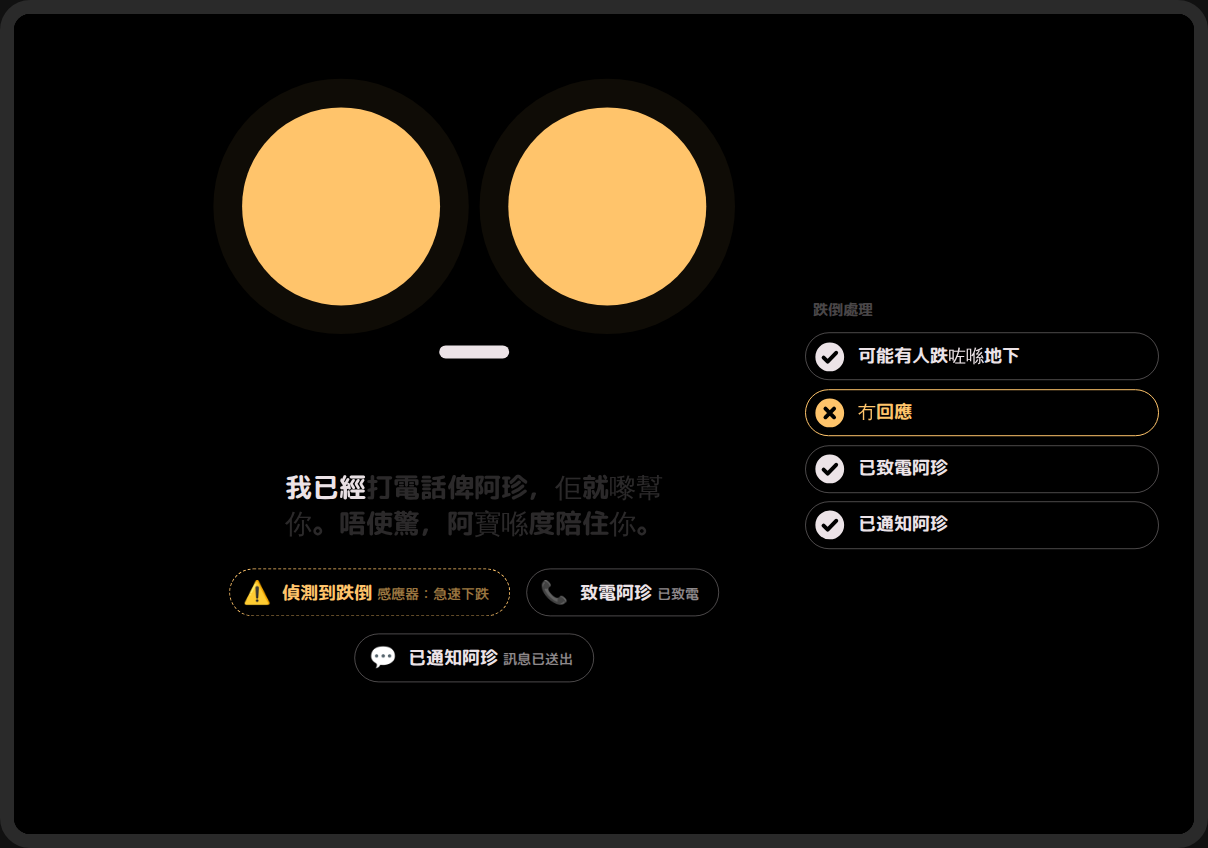 跌倒處理
可能有人跌咗喺地下
冇回應
已致電阿珍
已通知阿珍
我已經打電話俾阿珍，佢就嚟幫
你。唔使驚，阿寶喺度陪住你。
偵測到跌倒 感應器：急速下跌
致電阿珍 已致電
已通知阿珍 訊息已送出